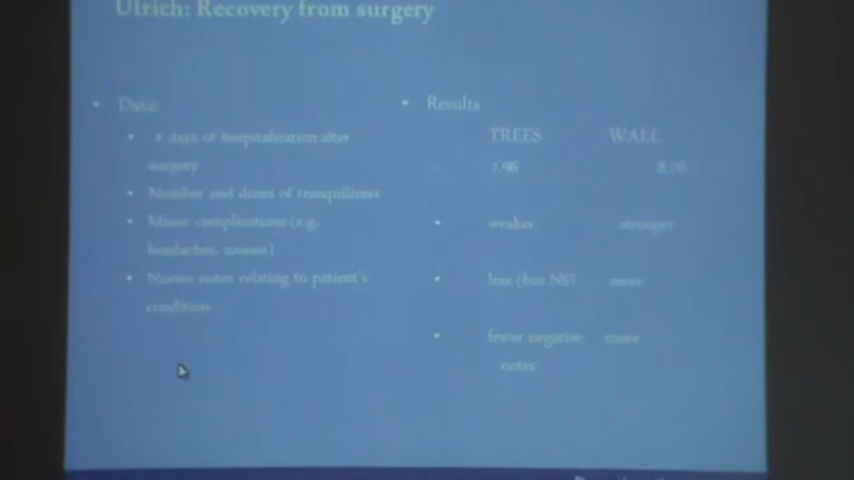 Ulrich: Recovery from surgery
• Data:
• # days of hospitalization after
surgery
• Number and doses of tranquilizers
• Minor complications (e.g.
headaches, nausea)
• Nurses notes relating to patient's
condition
• Results
TREES WALL
7.96 8.70
• weaker stronger
• less (but NS) more
• fewer negative more
notes